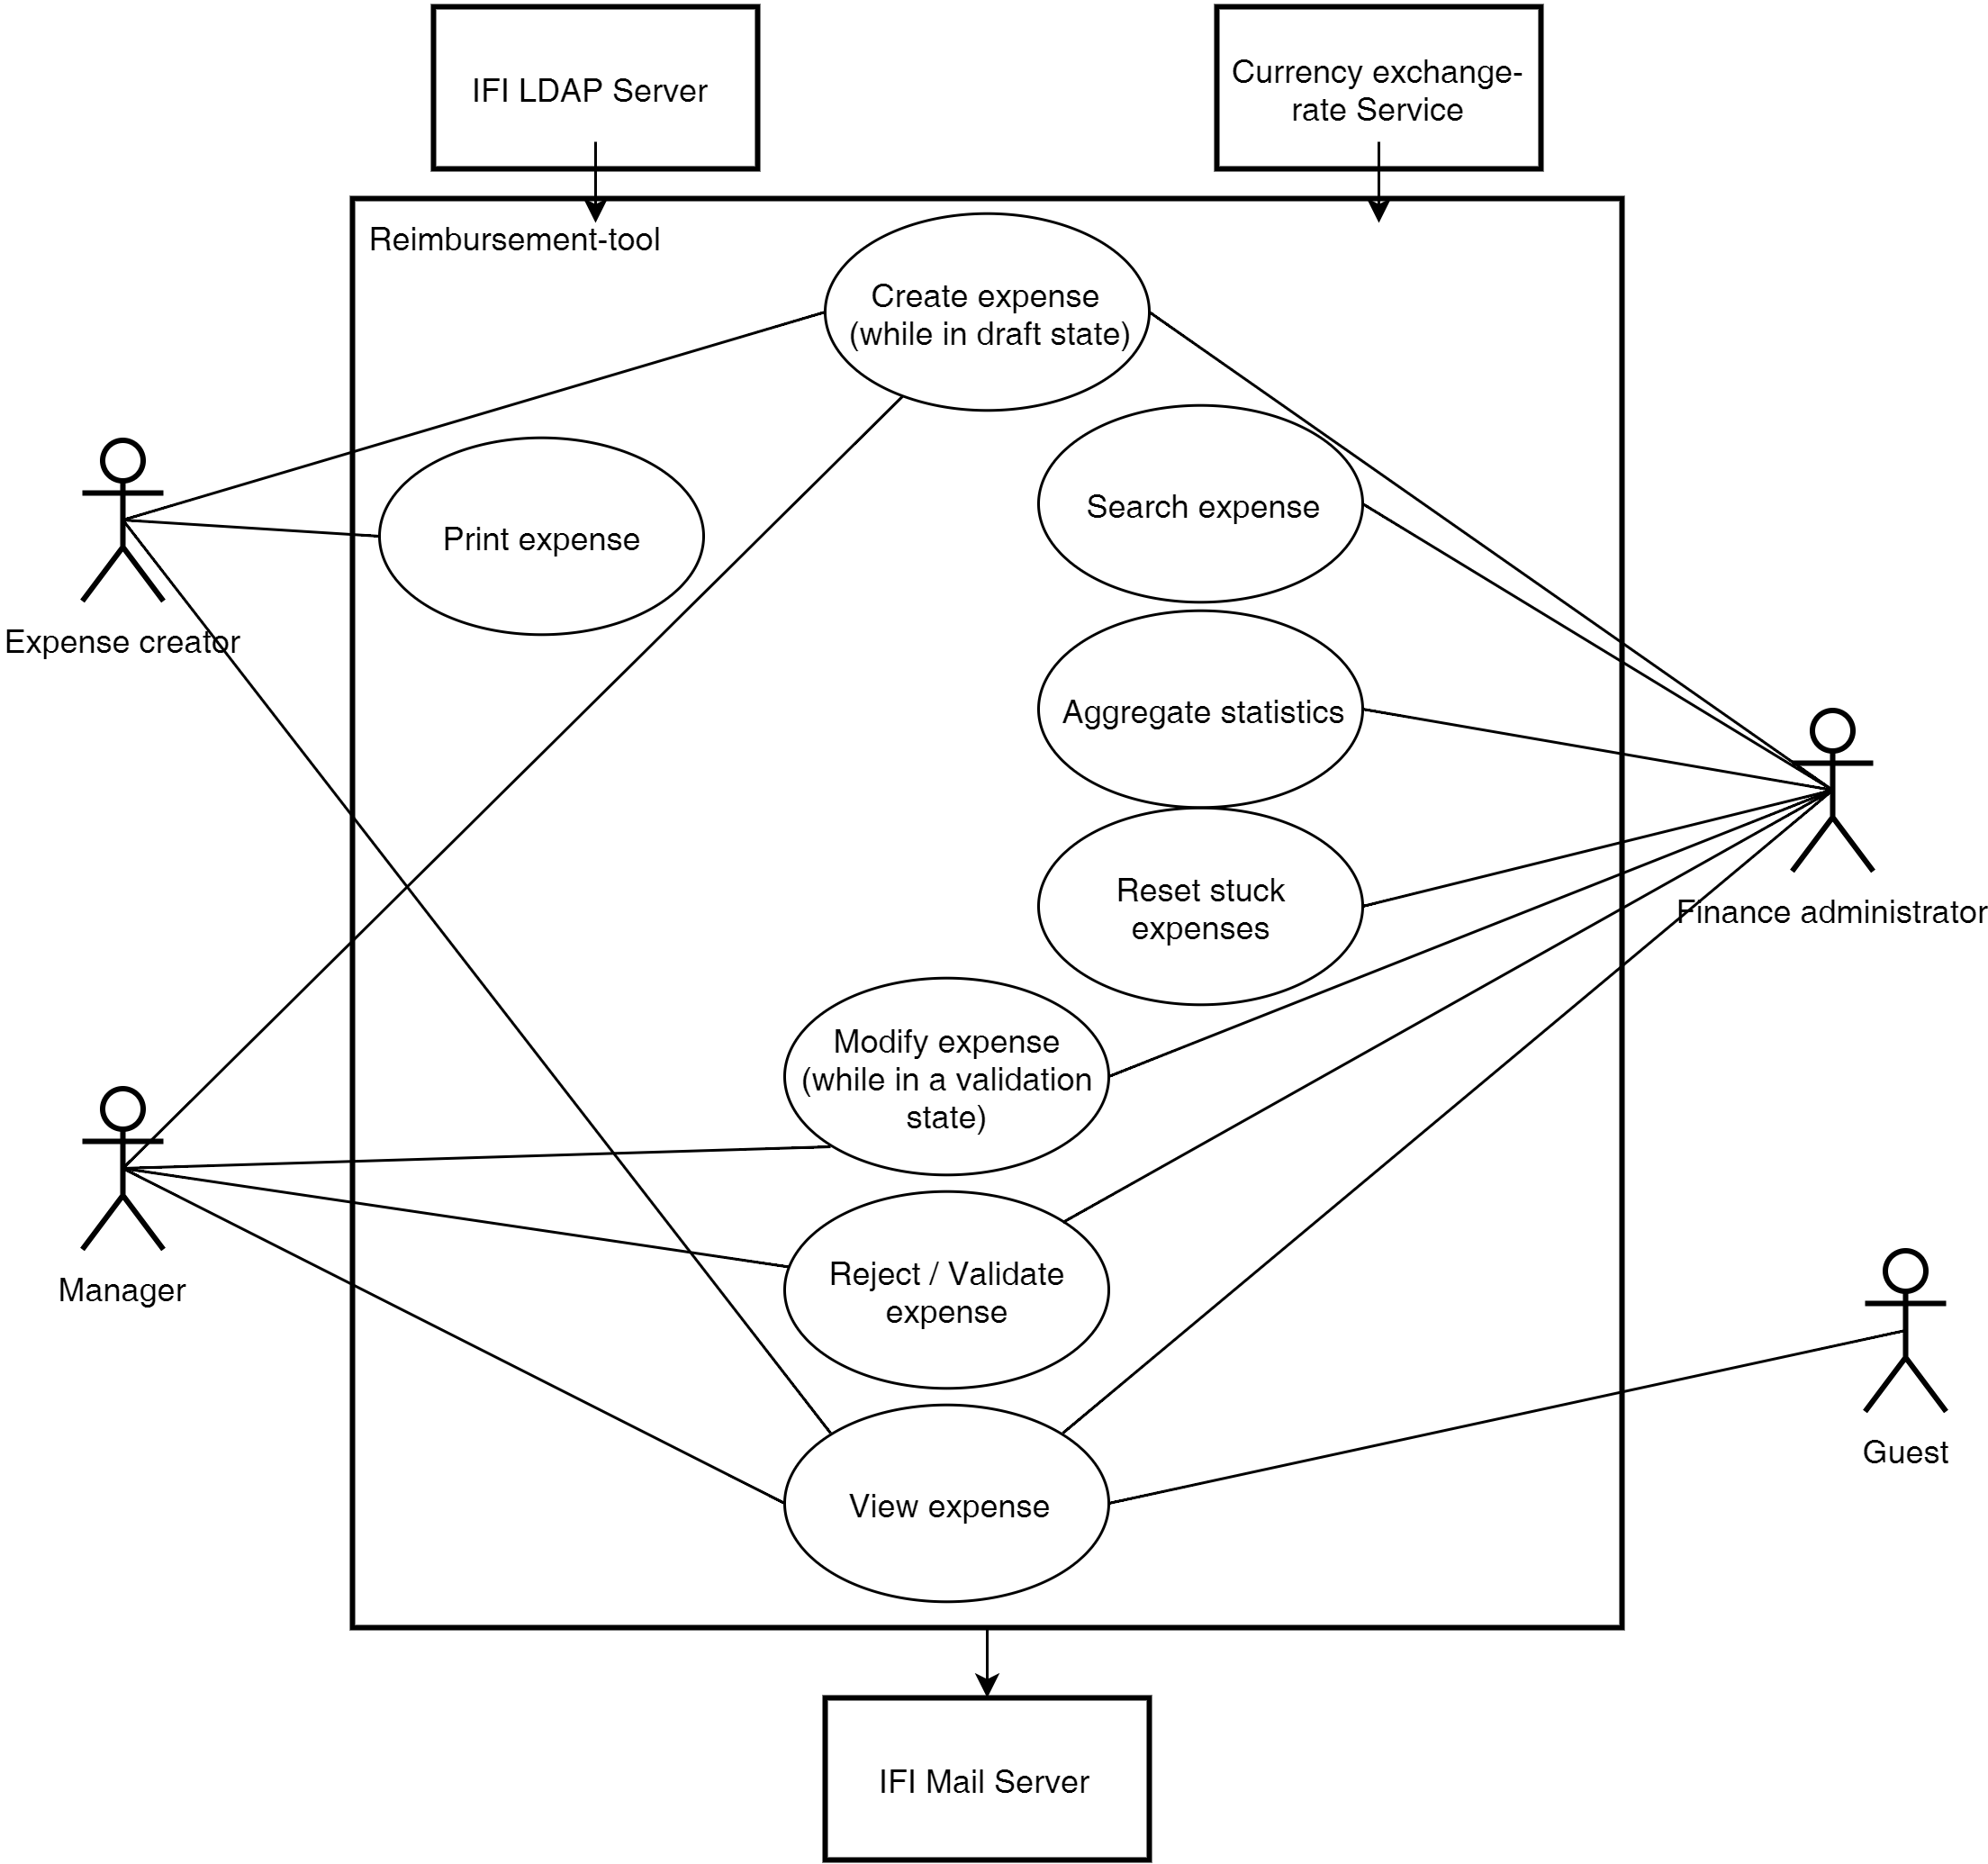 IFI LDAP Server
Currency exchange-
rate Service
Reimbursement-tool
Create expense
(while in draft state)
Search expense
Print expense
Expense creator
Aggregate statistics
Reset stuck
expenses
Finance administrator
Modify expense
(while in a validation
state)
Manager
Reject / Validate
expense
Guest
View expense
IFI Mail Server